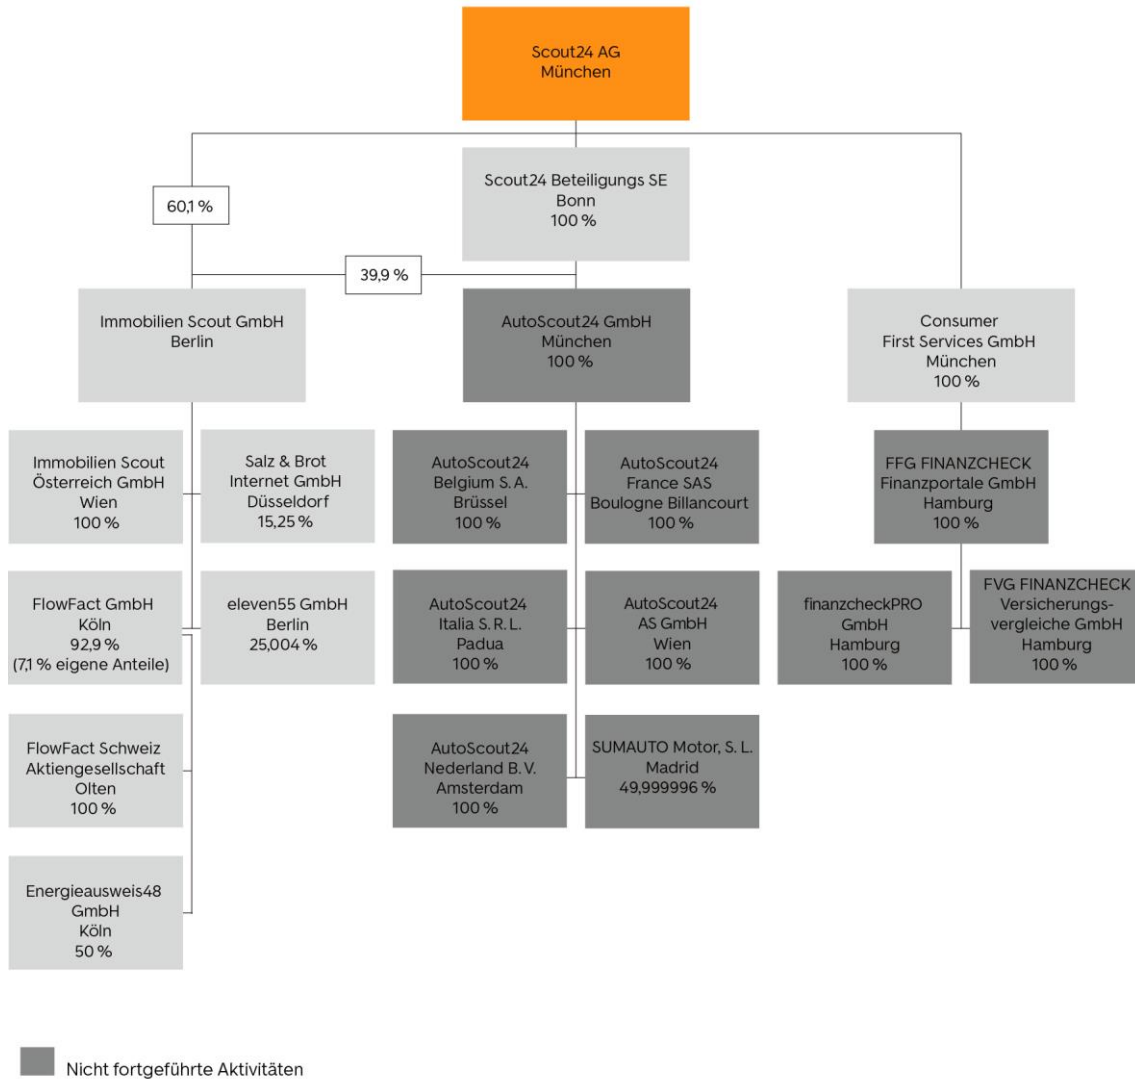 Scout24 AG
München
Scout24 Beteiligungs SE
Bonn
100 %
60,1 %
39,9 %
Immobilien Scout GmbH
Berlin
AutoScout24 GmbH
München
100 %
Consumer
First Services GmbH
München
100 %
Immobilien Scout
Österreich GmbH
Wien
100 %
Salz & Brot
Internet GmbH
Düsseldorf
15,25 %
AutoScout24
Belgium S. A.
Brüssel
100 %
AutoScout24
France SAS
Boulogne Billancourt
100 %
FFG FINANZCHECK
Finanzportale GmbH
Hamburg
100 %
FlowFact GmbH
Köln
92,9 %
(7,1 % eigene Anteile)
eleven55 GmbH
Berlin
25,004 %
AutoScout24
Italia S. R. L.
Padua
100 %
AutoScout24
AS GmbH
Wien
100 %
finanzcheckPRO
GmbH
Hamburg
100 %
FVG FINANZCHECK
Versicherungs-
vergleiche GmbH
Hamburg
100 %
FlowFact Schweiz
Aktiengesellschaft
Olten
100 %
AutoScout24
Nederland B. V.
Amsterdam
100 %
SUMAUTO Motor, S. L.
Madrid
49,999996 %
Energieausweis48
GmbH
Köln
50 %
Nicht fortgeführte Aktivitäten